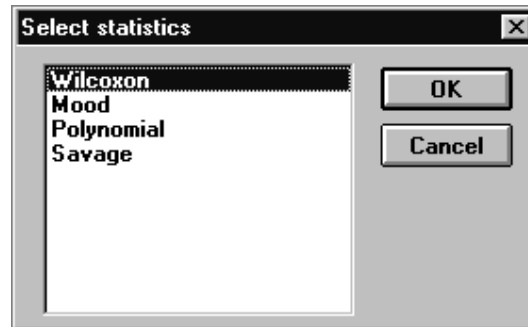 Select statistics
Wilcoxon
Mood
Polynomial
Savage
OK
Cancel